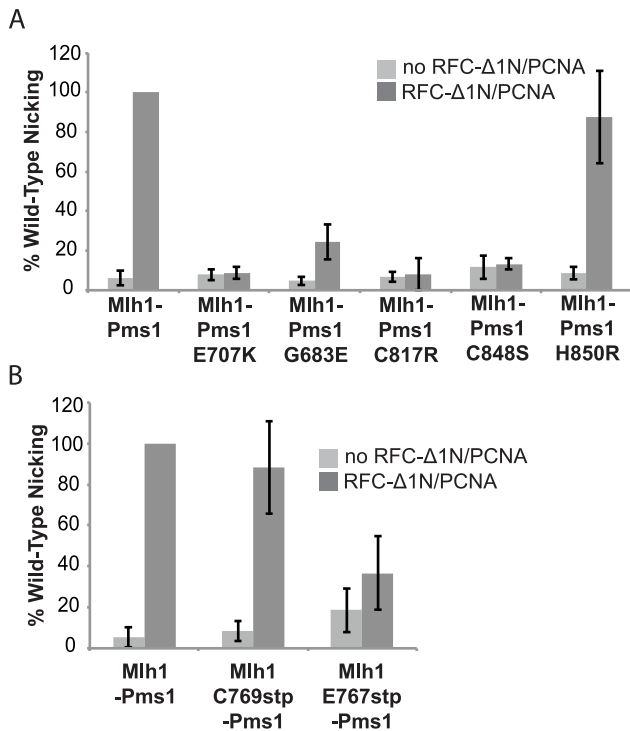 A
120
100
80
60
40
20
0
% Wild-Type Nicking
no RFC-Δ1N/PCNA
RFC-Δ1N/PCNA
Mlh1-
Pms1
Mlh1-
Pms1
E707K
Mlh1-
Pms1
G683E
Mlh1-
Pms1
C817R
Mlh1-
Pms1
C848S
Mlh1-
Pms1
H850R
B
120
100
80
60
40
20
0
% Wild-Type Nicking
no RFC-Δ1N/PCNA
RFC-Δ1N/PCNA
Mlh1
-Pms1
Mlh1
C769stp
-Pms1
Mlh1
E767stp
-Pms1